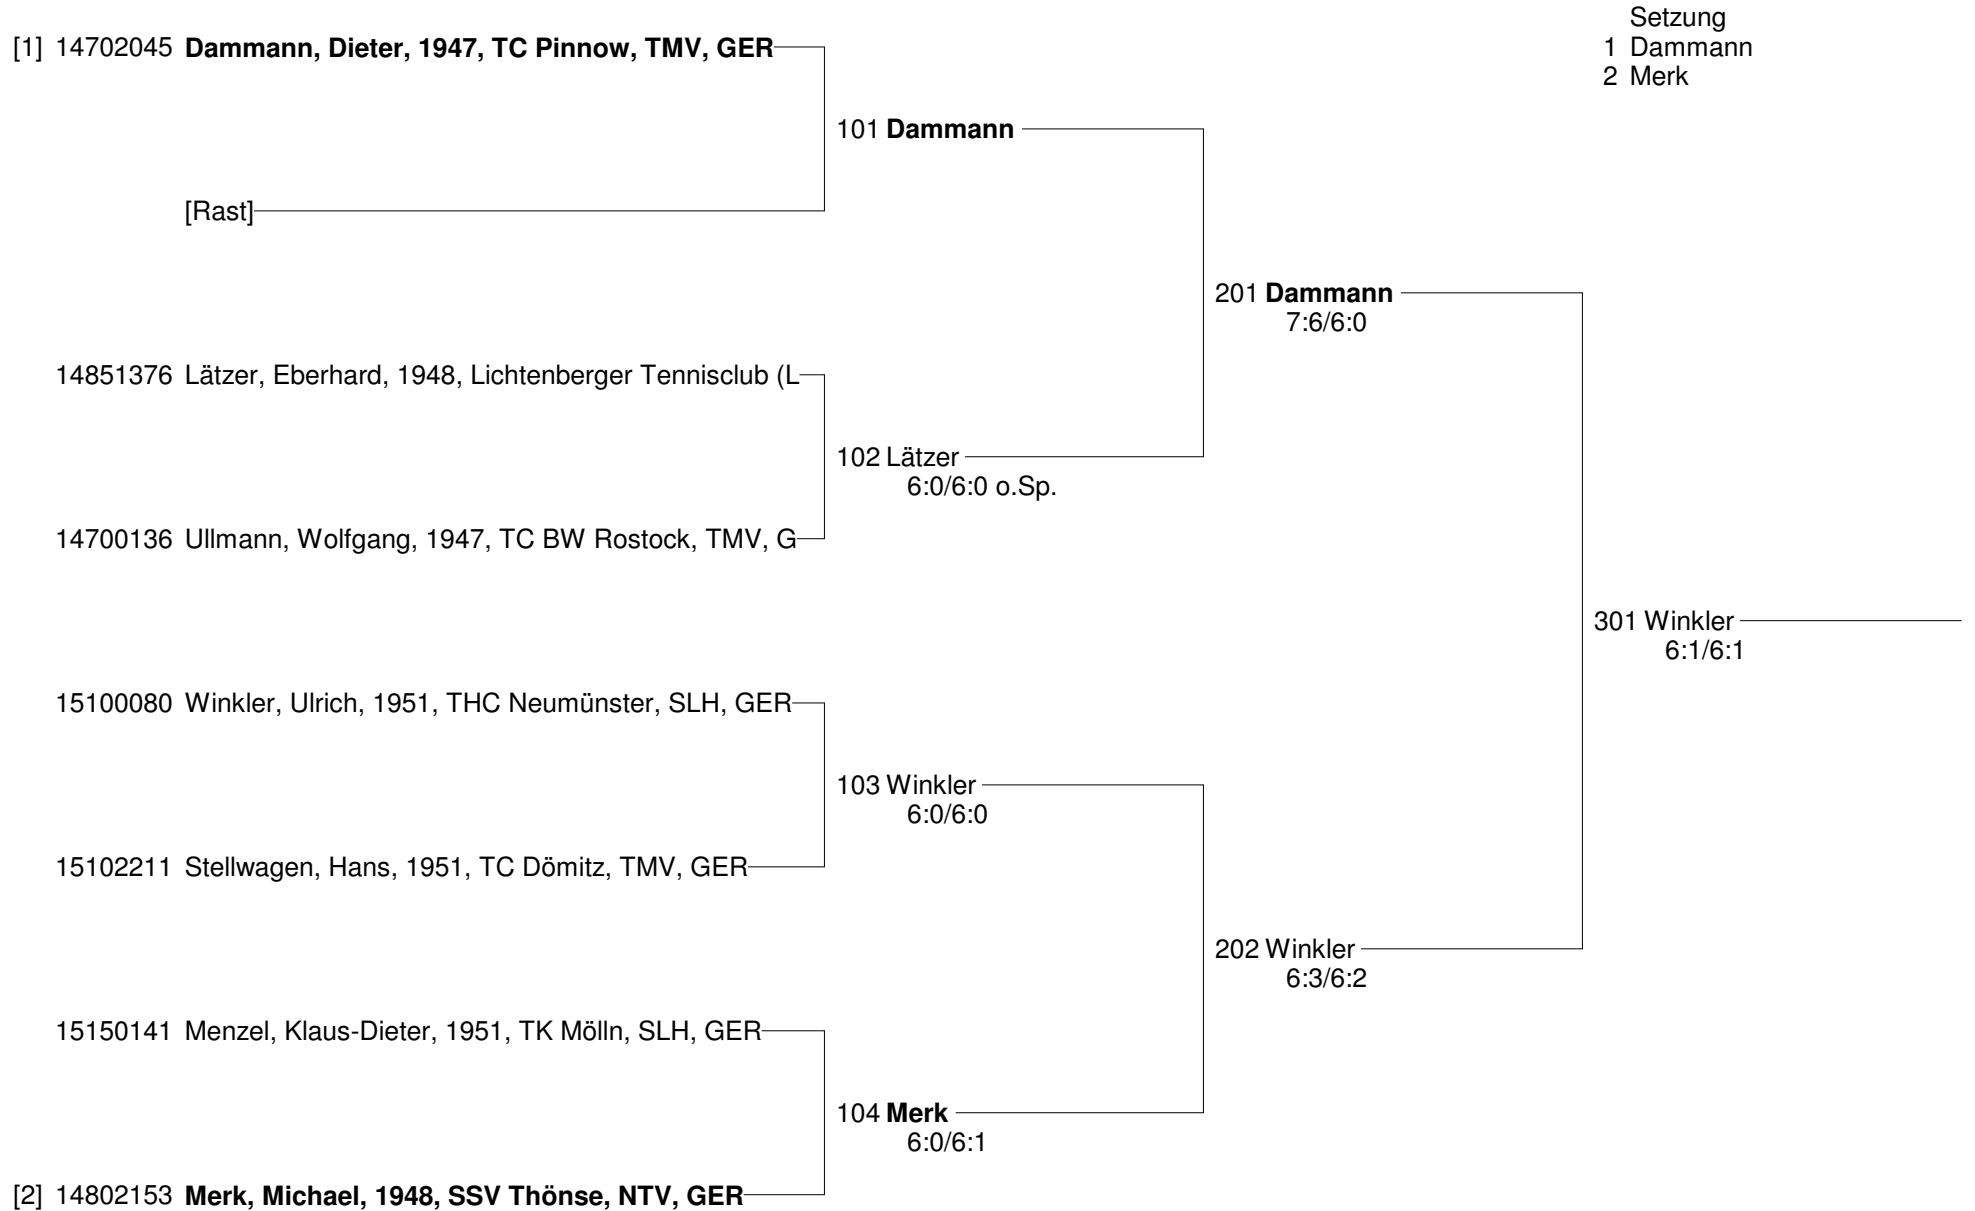 Setzung
1 Dammann
2 Merk
[1] 14702045 Dammann, Dieter, 1947, TC Pinnow, TMV, GER
101 Dammann
[Rast]
201 Dammann
7:6/6:0
14851376 Lätzer, Eberhard, 1948, Lichtenberger Tennisclub (L
102 Lätzer
6:0/6:0 o.Sp.
14700136 Ullmann, Wolfgang, 1947, TC BW Rostock, TMV, G
301 Winkler
6:1/6:1
15100080 Winkler, Ulrich, 1951, THC Neumünster, SLH, GER
103 Winkler
6:0/6:0
15102211 Stellwagen, Hans, 1951, TC Dömitz, TMV, GER
202 Winkler
6:3/6:2
15150141 Menzel, Klaus-Dieter, 1951, TK Mölln, SLH, GER
104 Merk
6:0/6:1
[2] 14802153 Merk, Michael, 1948, SSV Thönse, NTV, GER